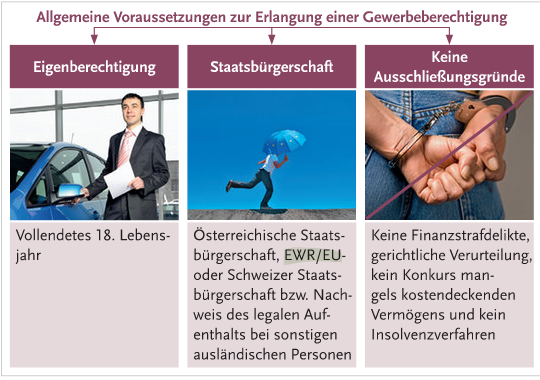 Allgemeine Voraussetzungen zur Erlangung einer Gewerbeberechtigung
Eigenberechtigung
Staatsbürgerschaft
Keine
Ausschließungsgründe
Vollendetes 18. Lebens-
jahr
Österreichische Staats-
bürgerschaft, EWR/EU-
oder Schweizer Staats-
bürgerschaft bzw. Nach-
weis des legalen Auf-
enthalts bei sonstigen
ausländischen Personen
Keine Finanzstrafdelikte,
gerichtliche Verurteilung,
kein Konkurs man-
gels kostendeckenden
Vermögens und kein
Insolvenzverfahren